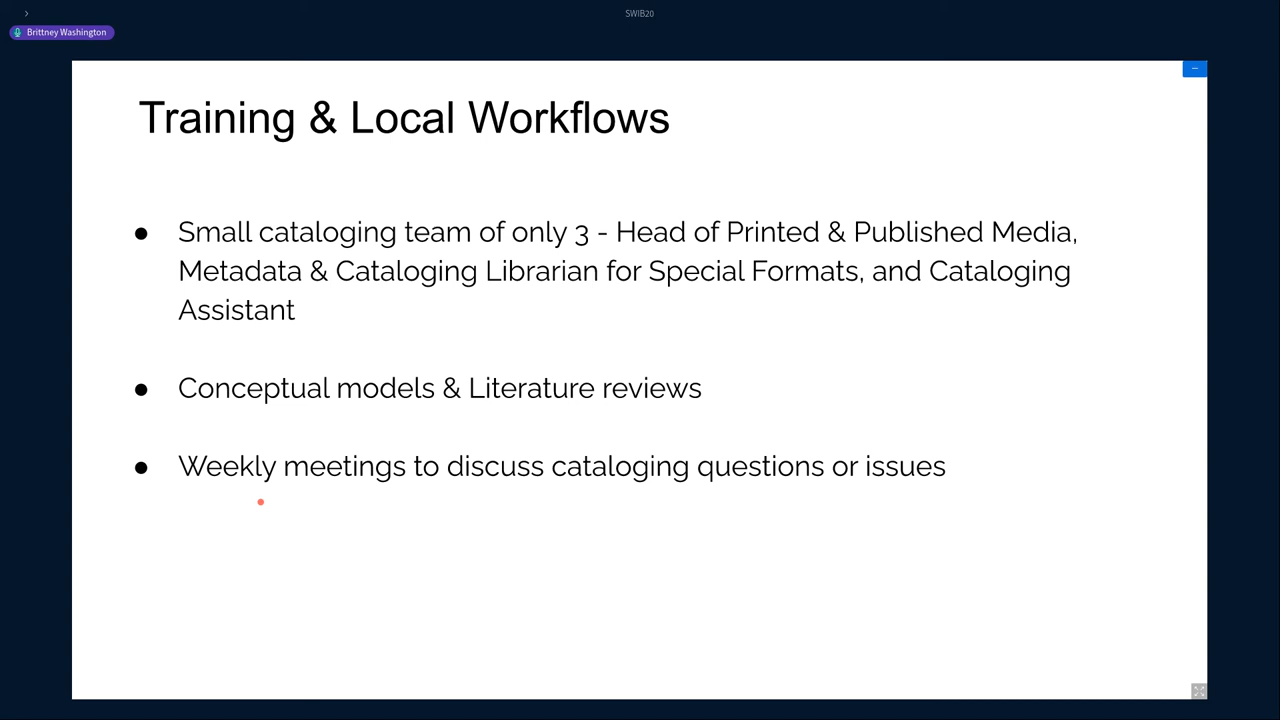 SWIB20
Brittney Washington
Training & Local Workflows
● Small cataloging team of only 3 - Head of Printed & Published Media,
Metadata & Cataloging Librarian for Special Formats, and Cataloging
Assistant
● Conceptual models & Literature reviews
● Weekly meetings to discuss cataloging questions or issues